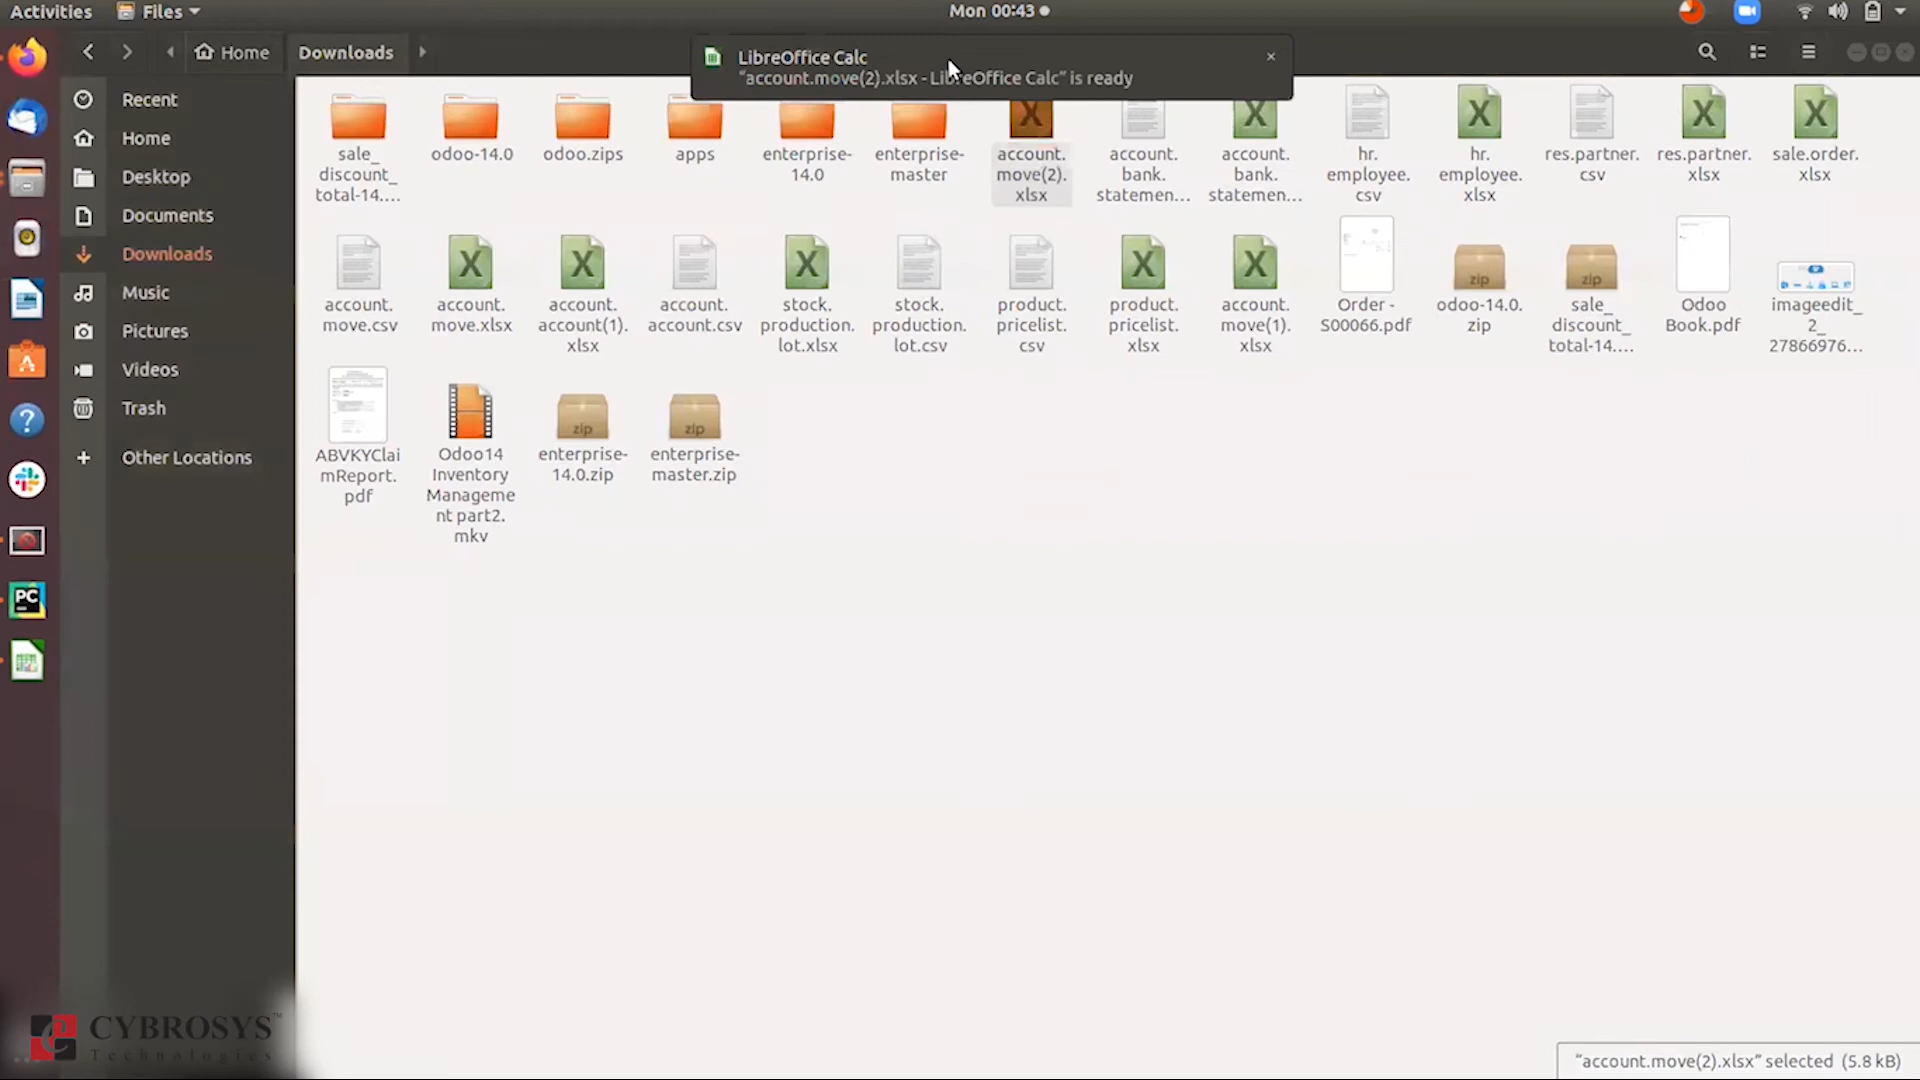 Activities Files Mon 00:43
Home Downloads
LibreOffice Calc
"account.move(2).xlsx - LibreOffice Calc" is ready
Recent
Home
Desktop
Documents
Downloads
Music
Pictures
Videos
Trash
Other Locations
sale_
discount_
total-14....
odoo-14.0
odoo.zips
apps
enterprise-
14.0
enterprise-
master
account.
move(2).
xlsx
account.
bank.
statemen...
account.
bank.
statemen...
hr.
employee.
csv
hr.
employee.
xlsx
res.partner.
csv
res.partner.
xlsx
sale.order.
xlsx
account.
move.csv
account.
move.xlsx
account.
account(1).
xlsx
account.
account.csv
stock.
production.
lot.xlsx
stock.
production.
lot.csv
product.
pricelist.
csv
product.
pricelist.
xlsx
account.
move(1).
xlsx
Order -
S00066.pdf
zip
odoo-14.0.
zip
zip
sale_
discount_
total-14....
Odoo
Book.pdf
imageedit_
2_
27866976...
ABVKYClai
mReport.
pdf
Odoo14
Inventory
Manageme
nt part2.
mkv
zip
enterprise-
14.0.zip
zip
enterprise-
master.zip
PC
CYBROSYS™
Technologies
"account.move(2).xlsx" selected (5.8 kB)